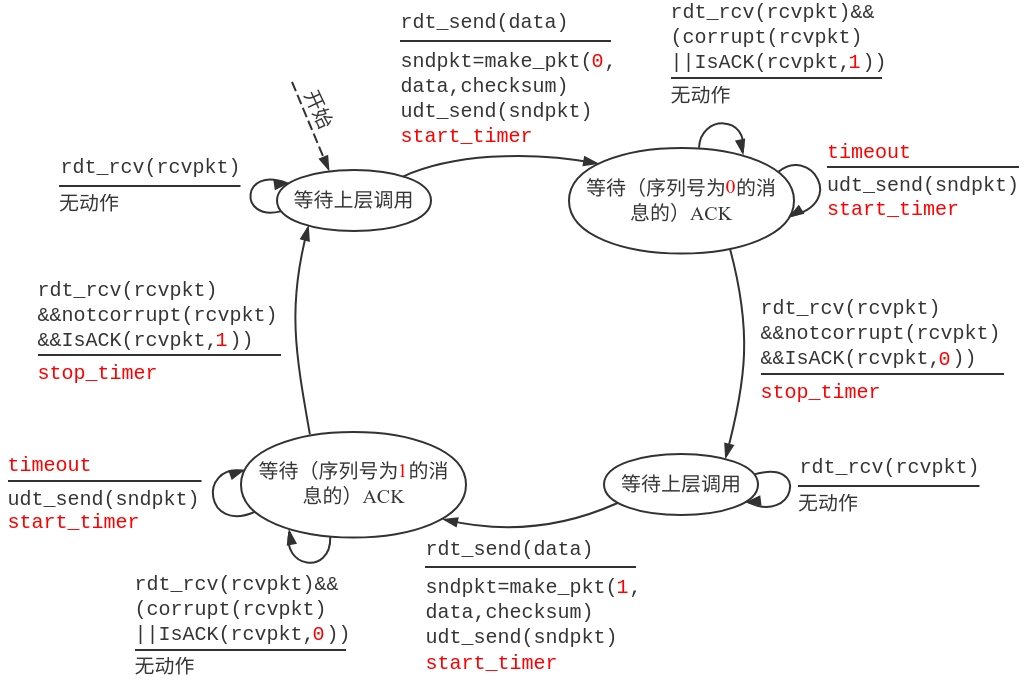 rdt_send(data)
sndpkt=make_pkt(0,
data,checksum)
udt_send(sndpkt)
start_timer
rdt_rcv(rcvpkt)&&
(corrupt(rcvpkt)
||IsACK(rcvpkt,1))
无动作
开始
rdt_rcv(rcvpkt)
无动作
等待上层调用
等待（序列号为0的消
息的）ACK
timeout
udt_send(sndpkt)
start_timer
rdt_rcv(rcvpkt)
&&notcorrupt(rcvpkt)
&&IsACK(rcvpkt,1))
stop_timer
rdt_rcv(rcvpkt)
&&notcorrupt(rcvpkt)
&&IsACK(rcvpkt,0))
stop_timer
timeout
udt_send(sndpkt)
start_timer
等待（序列号为1的消
息的）ACK
等待上层调用
rdt_rcv(rcvpkt)
无动作
rdt_rcv(rcvpkt)&&
(corrupt(rcvpkt)
||IsACK(rcvpkt,0))
无动作
rdt_send(data)
sndpkt=make_pkt(1,
data,checksum)
udt_send(sndpkt)
start_timer